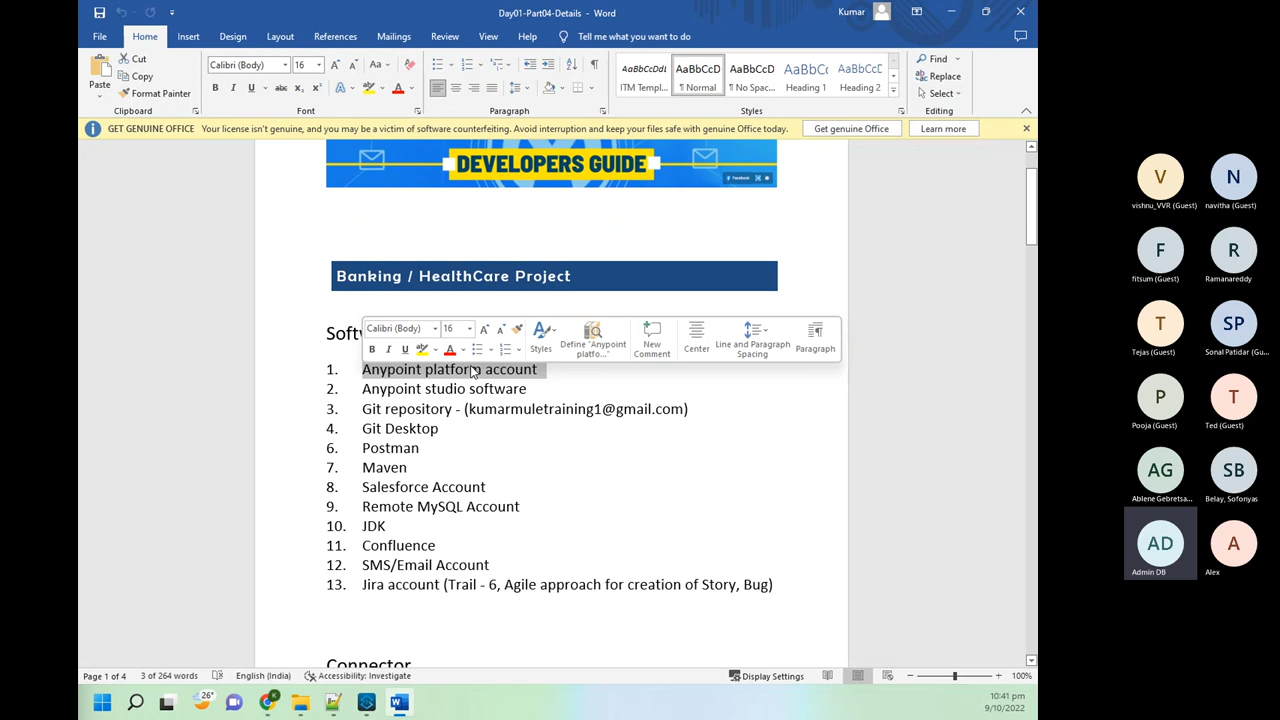 Day01-Part04-Details - Word
Kumar
File Home Insert Design Layout References Mailings Review View Help Tell me what you want to do
Paste
Cut
Copy
Format Painter
Clipboard
Calibri (Body) 16
Font
Paragraph
AaBbCcDdl
ITM Templ...
AaBbCcD
¶ Normal
AaBbCcD
¶ No Spac...
AaBbCc
Heading 1
AaBbCcD
Heading 2
Styles
Find
Replace
Select
Editing
GET GENUINE OFFICE Your license isn't genuine, and you may be a victim of software counterfeiting. Avoid interruption and keep your files safe with genuine Office today. Get genuine Office Learn more
DEVELOPERS GUIDE
Facebook
Banking / HealthCare Project
Calibri (Body) 16
Styles
Define "Anypoint platfo..."
New Comment
Center
Line and Paragraph Spacing
Paragraph
1. Anypoint platform account
2. Anypoint studio software
3. Git repository - (kumarmuletraining1@gmail.com)
4. Git Desktop
6. Postman
7. Maven
8. Salesforce Account
9. Remote MySQL Account
10. JDK
11. Confluence
12. SMS/Email Account
13. Jira account (Trail - 6, Agile approach for creation of Story, Bug)
Connector
Page 1 of 4 3 of 264 words English (India) Accessibility: Investigate Display Settings 100%
26°
10:41 pm
9/10/2022
V
vishnu_VVR (Guest)
N
navitha (Guest)
F
fitsum (Guest)
R
Ramanareddy
T
Tejas (Guest)
SP
Sonal Patidar (Gu...
P
Pooja (Guest)
T
Ted (Guest)
AG
Ablene Gebretsa...
SB
Belay, Sofonyas
AD
Admin DB
A
Alex